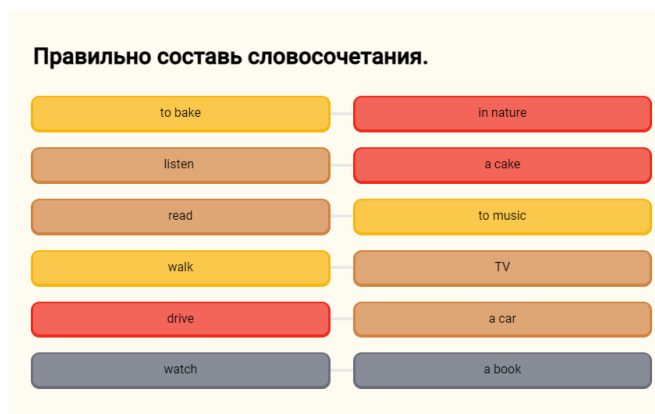 Правильно составь словосочетания.
to bake in nature
listen a cake
read to music
walk TV
drive a car
watch a book